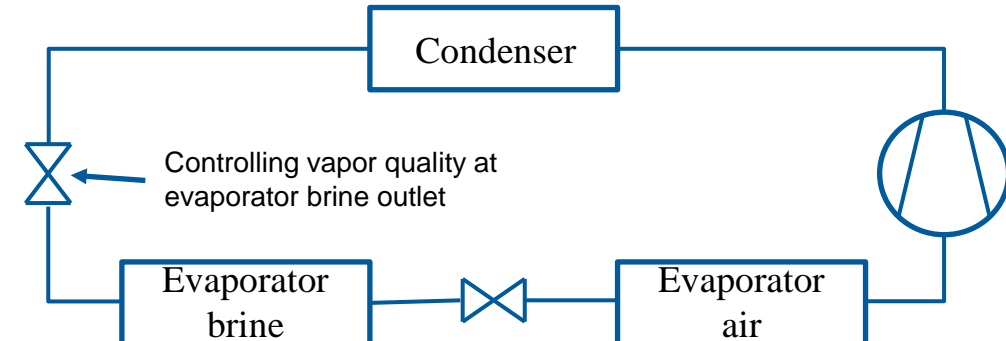 Condenser
Controlling vapor quality at
evaporator brine outlet
Evaporator
brine
Evaporator
air